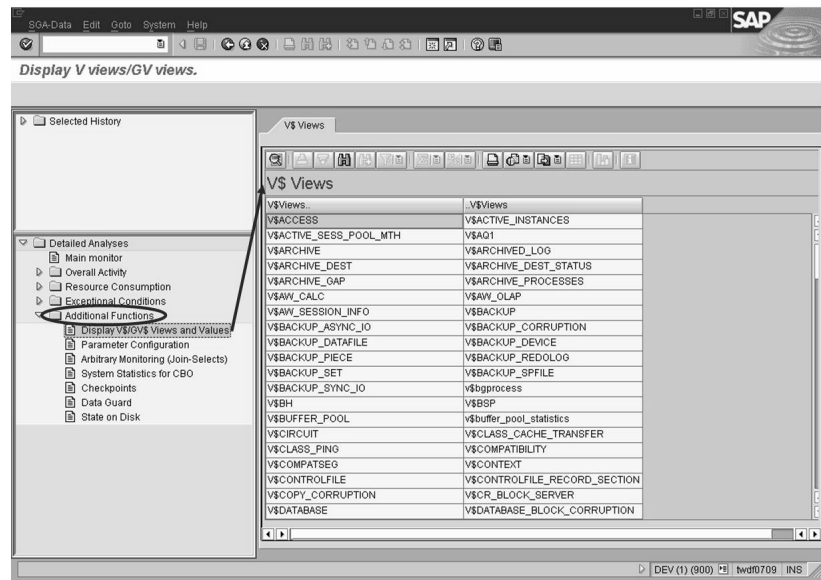 SGA-Data Edit Goto System Help
SAP
Display V views/GV views.
Selected History
Detailed Analyses
Main monitor
Overall Activity
Resource Consumption
Exceptional Conditions
Additional Functions
Display V$/GV$ Views and Values
Parameter Configuration
Arbitrary Monitoring (Join-Selects)
System Statistics for CBO
Checkpoints
Data Guard
State on Disk
V$ Views
V$ Views
V$Views.. ..V$Views
V$ACCESS V$ACTIVE_INSTANCES
V$ACTIVE_SESS_POOL_MTH V$AQ1
V$ARCHIVE V$ARCHIVED_LOG
V$ARCHIVE_DEST V$ARCHIVE_DEST_STATUS
V$ARCHIVE_GAP V$ARCHIVE_PROCESSES
V$AW_CALC V$AW_OLAP
V$AW_SESSION_INFO V$BACKUP
V$BACKUP_ASYNC_IO V$BACKUP_CORRUPTION
V$BACKUP_DATAFILE V$BACKUP_DEVICE
V$BACKUP_PIECE V$BACKUP_REDOLOG
V$BACKUP_SET V$BACKUP_SPFILE
V$BACKUP_SYNC_IO v$bgprocess
V$BH V$BSP
V$BUFFER_POOL v$buffer_pool_statistics
V$CIRCUIT V$CLASS_CACHE_TRANSFER
V$CLASS_PING V$COMPATIBILITY
V$COMPATSEG V$CONTEXT
V$CONTROLFILE V$CONTROLFILE_RECORD_SECTION
V$COPY_CORRUPTION V$CR_BLOCK_SERVER
V$DATABASE V$DATABASE_BLOCK_CORRUPTION
DEV (1) (900) twdf0709 INS